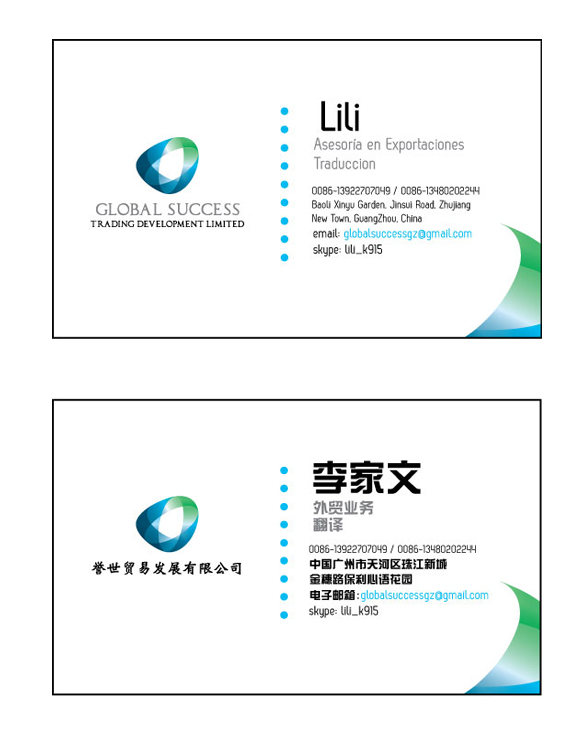 GLOBAL SUCCESS
TRADING DEVELOPMENT LIMITED
Lili
Asesoría en Exportaciones
Traduccion
0086-13922707049 / 0086-13480202244
Baoli Xinyu Garden, Jinsui Road, Zhujiang
New Town, GuangZhou, China
email: globalsuccessgz@gmail.com
skype: lili_k915
誉世贸易发展有限公司
李家文
外贸业务
翻译
0086-13922707049 / 0086-13480202244
中国广州市天河区珠江新城
金穗路保利心语花园
电子邮箱:globalsuccessgz@gmail.com
skype: lili_k915